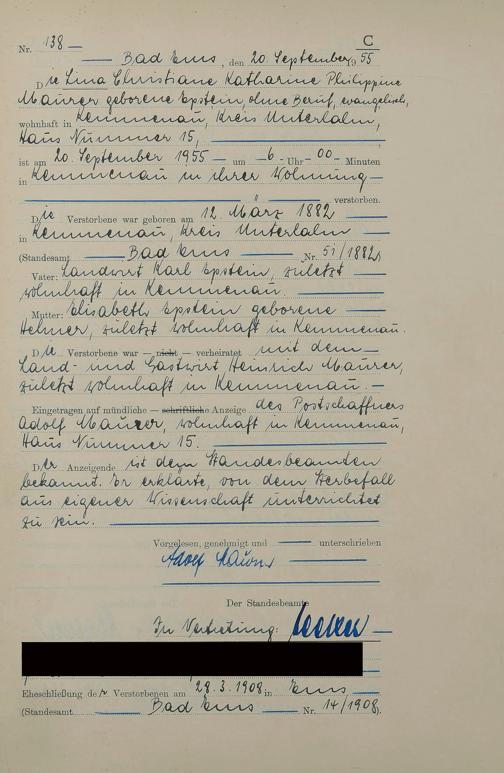 C
Nr. 138
Bad Ems, den 20. September 1955
Die Lina Christiane Katharine Philippine
Maurer geborene Epstein, ohne Beruf, evangelisch,
wohnhaft in Kemmenau, Kreis Unterlahn,
Haus Nummer 15,
ist am 20. September 1955 um 6 Uhr 00 Minuten
in Kemmenau in ihrer Wohnung
verstorben.
Die Verstorbene war geboren am 12. März 1882
in Kemmenau, Kreis Unterlahn
(Standesamt Bad Ems Nr. 51/1882)
Vater: Landwirt Karl Epstein, zuletzt
wohnhaft in Kemmenau.
Mutter: Elisabeth Epstein geborene
Helmer, zuletzt wohnhaft in Kemmenau.
Die Verstorbene war — nicht — verheiratet mit dem
Land- und Gastwirt Heinrich Maurer,
zuletzt wohnhaft in Kemmenau.
Eingetragen auf mündliche — schriftliche Anzeige des Postschaffners
Adolf Maurer, wohnhaft in Kemmenau,
Haus Nummer 15.
Der Anzeigende ist dem Standesbeamten
bekannt. Er erklärte, von dem Sterbefall
aus eigener Wissenschaft unterrichtet
zu sein.
Vorgelesen, genehmigt und unterschrieben
Adolf Maurer
Der Standesbeamte
In Vertretung:
Eheschließung der Verstorbenen am 28.3.1908 in Ems
(Standesamt Bad Ems Nr. 14/1908).